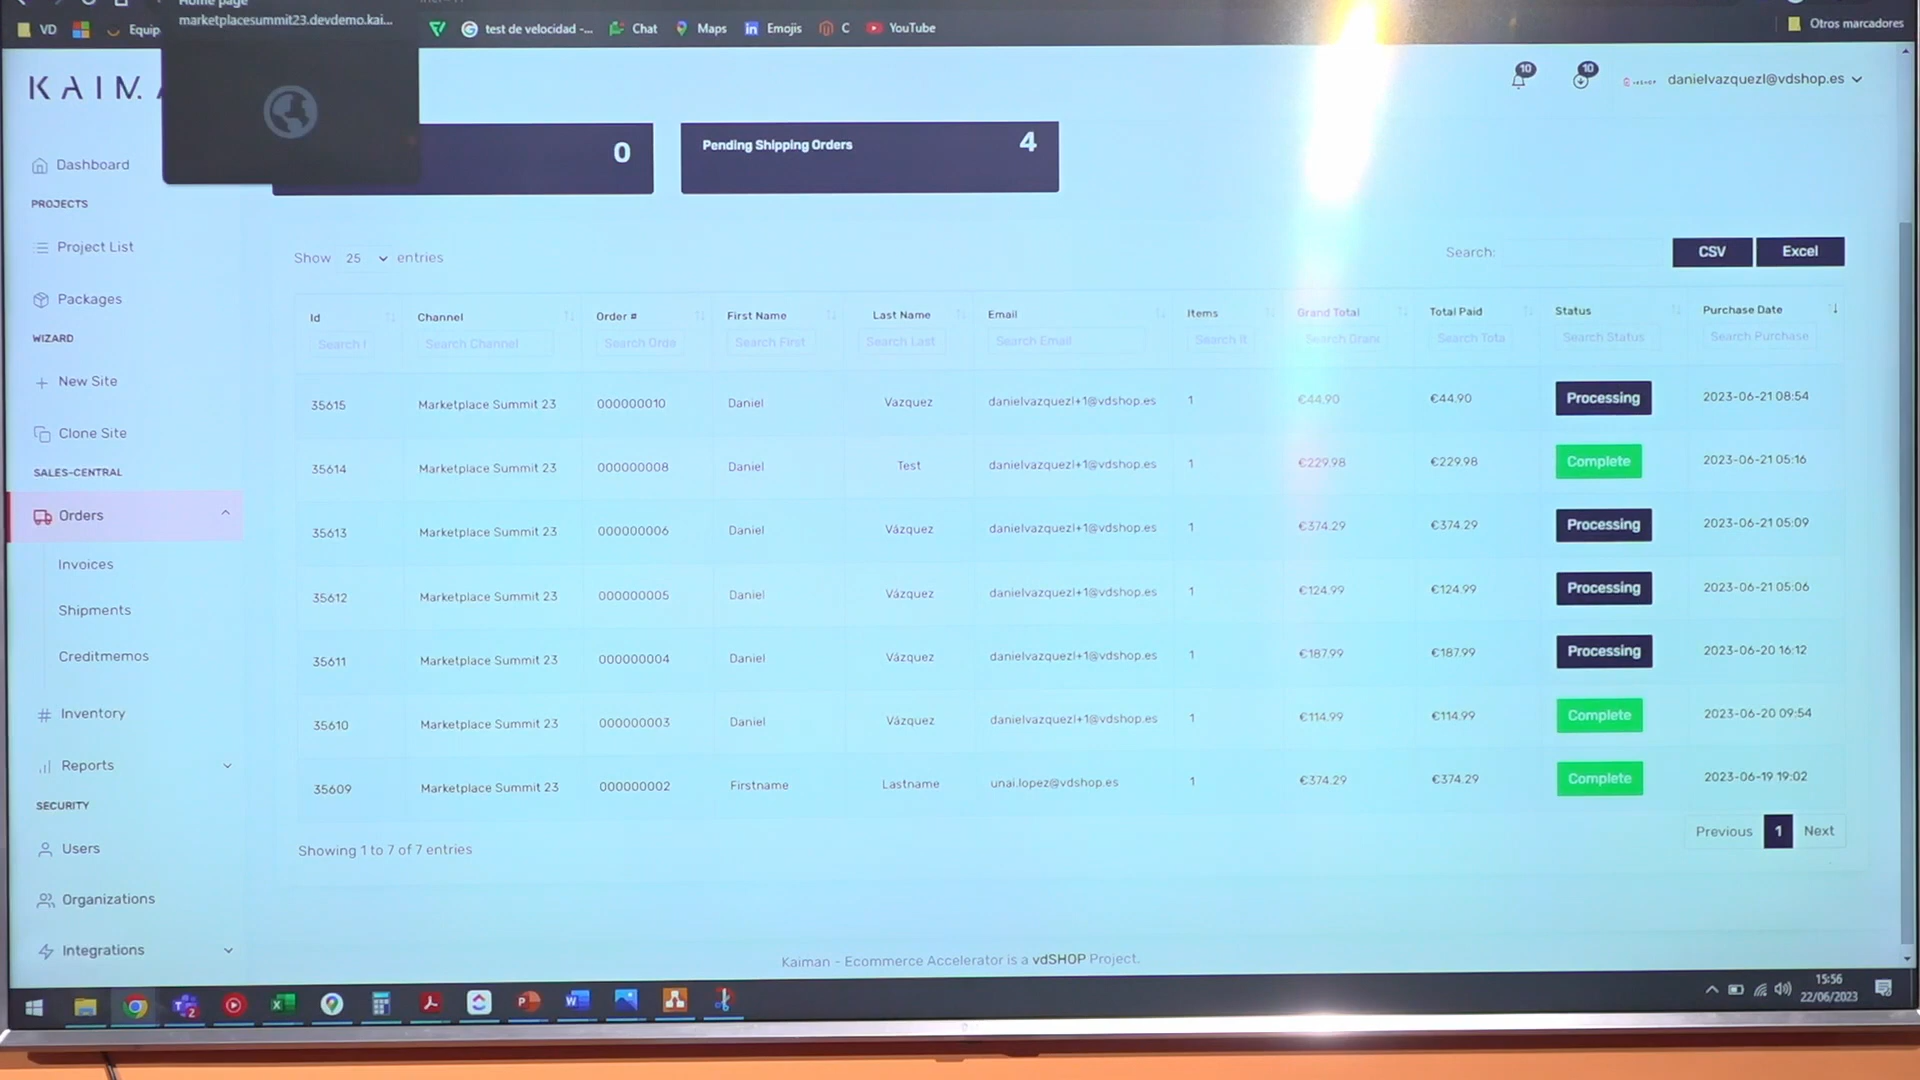 Home page
marketplacesummit23.devdemo.kai...
VD
Equip
test de velocidad -...
Chat
Maps
Emojis
C
YouTube
Otros marcadores
10
10
danielvazquezl@vdshop.es
0
Pending Shipping Orders 4
Dashboard
PROJECTS
Project List
Packages
WIZARD
New Site
Clone Site
SALES-CENTRAL
Orders
Invoices
Shipments
Creditmemos
Inventory
Reports
SECURITY
Users
Organizations
Integrations
Show 25 entries
Search:
CSV Excel
Id Channel Order # First Name Last Name Email Items Grand Total Total Paid Status Purchase Date
Search I Search Channel Search Orde Search First Search Last Search Email Search It Search Grand Search Tota Search Status Search Purchase
35615 Marketplace Summit 23 000000010 Daniel Vazquez danielvazquezl+1@vdshop.es 1 €44.90 €44.90 Processing 2023-06-21 08:54
35614 Marketplace Summit 23 000000008 Daniel Test danielvazquezl+1@vdshop.es 1 €229.98 €229.98 Complete 2023-06-21 05:16
35613 Marketplace Summit 23 000000006 Daniel Vázquez danielvazquezl+1@vdshop.es 1 €374.29 €374.29 Processing 2023-06-21 05:09
35612 Marketplace Summit 23 000000005 Daniel Vázquez danielvazquezl+1@vdshop.es 1 €124.99 €124.99 Processing 2023-06-21 05:06
35611 Marketplace Summit 23 000000004 Daniel Vázquez danielvazquezl+1@vdshop.es 1 €187.99 €187.99 Processing 2023-06-20 16:12
35610 Marketplace Summit 23 000000003 Daniel Vázquez danielvazquezl+1@vdshop.es 1 €114.99 €114.99 Complete 2023-06-20 09:54
35609 Marketplace Summit 23 000000002 Firstname Lastname unai.lopez@vdshop.es 1 €374.29 €374.29 Complete 2023-06-19 19:02
Showing 1 to 7 of 7 entries
Previous 1 Next
Kaiman - Ecommerce Accelerator is a vdSHOP Project.
15:56
22/06/2023